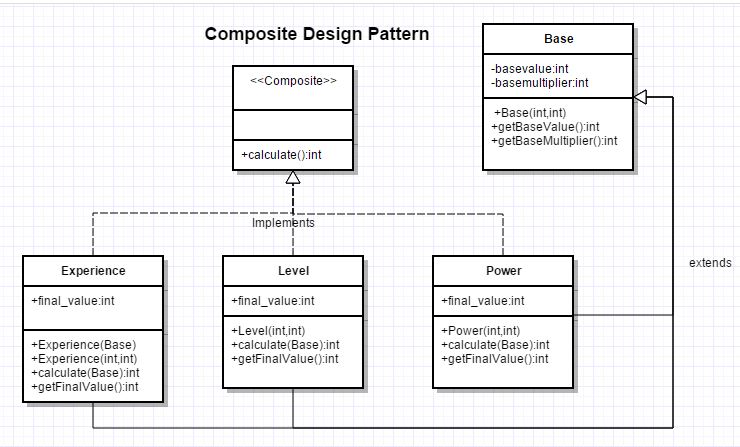 Composite Design Pattern
Base
-basevalue:int
-basemultiplier:int
+Base(int,int)
+getBaseValue():int
+getBaseMultiplier():int
<<Composite>>
+calculate():int
Implements
extends
Experience
+final_value:int
+Experience(Base)
+Experience(int,int)
+calculate(Base):int
+getFinalValue():int
Level
+final_value:int
+Level(int,int)
+calculate(Base):int
+getFinalValue():int
Power
+final_value:int
+Power(int,int)
+calculate(Base):int
+getFinalValue():int